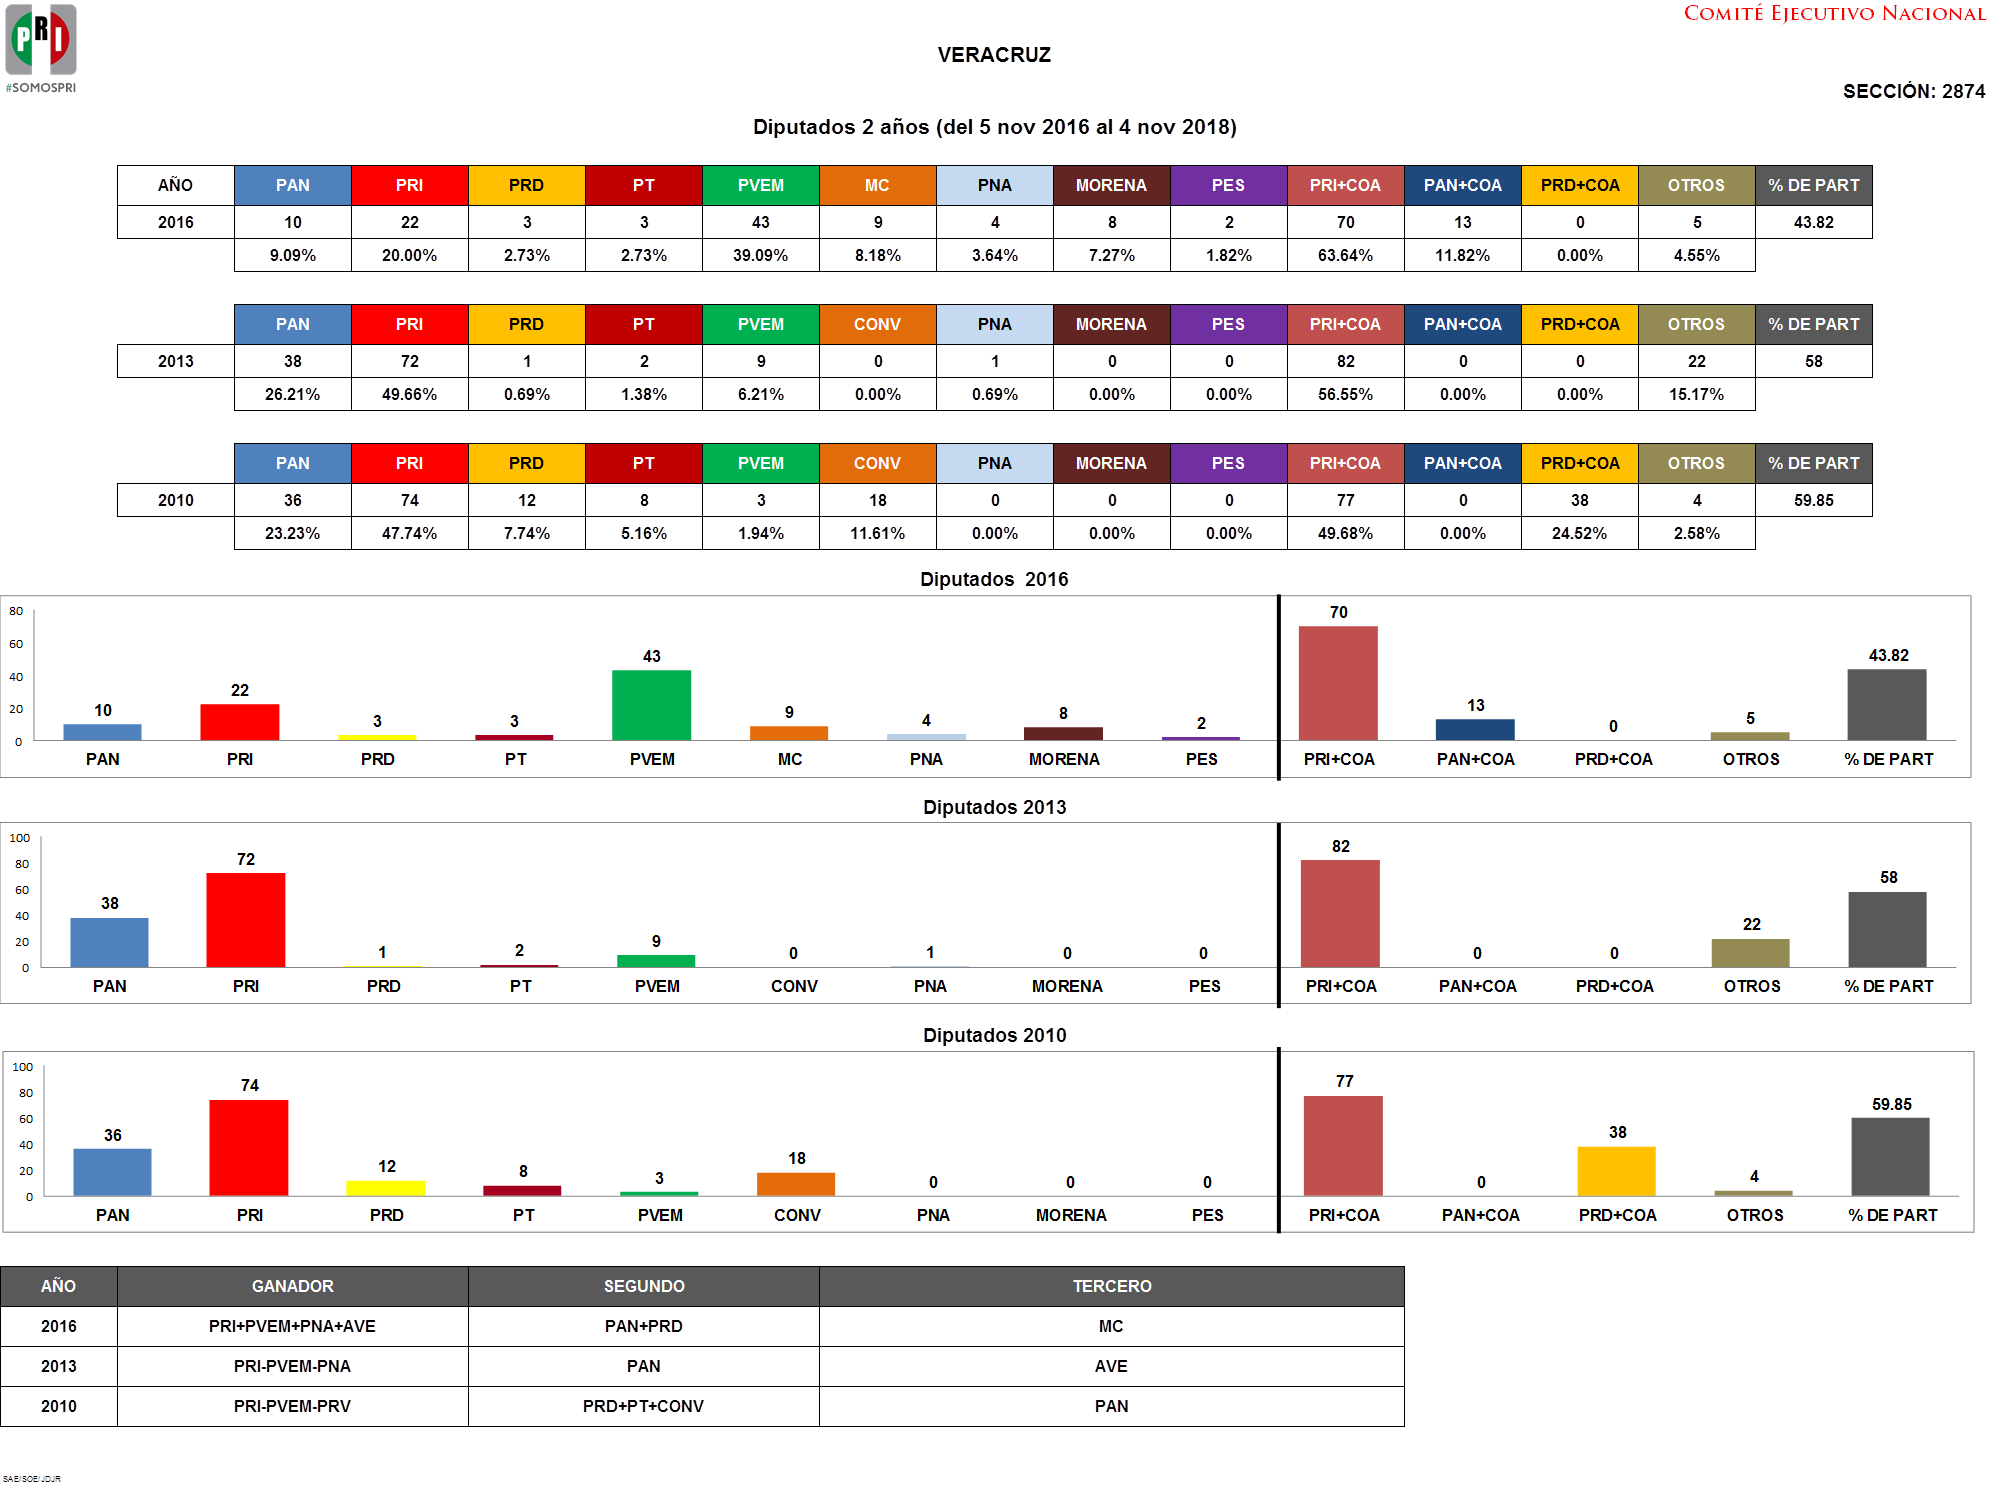 PRI
#SOMOSPRI
COMITÉ EJECUTIVO NACIONAL
VERACRUZ
SECCIÓN: 2874
Diputados 2 años (del 5 nov 2016 al 4 nov 2018)
AÑO PAN PRI PRD PT PVEM MC PNA MORENA PES PRI+COA PAN+COA PRD+COA OTROS % DE PART
2016 10 22 3 3 43 9 4 8 2 70 13 0 5 43.82
9.09% 20.00% 2.73% 2.73% 39.09% 8.18% 3.64% 7.27% 1.82% 63.64% 11.82% 0.00% 4.55%
PAN PRI PRD PT PVEM CONV PNA MORENA PES PRI+COA PAN+COA PRD+COA OTROS % DE PART
2013 38 72 1 2 9 0 1 0 0 82 0 0 22 58
26.21% 49.66% 0.69% 1.38% 6.21% 0.00% 0.69% 0.00% 0.00% 56.55% 0.00% 0.00% 15.17%
PAN PRI PRD PT PVEM CONV PNA MORENA PES PRI+COA PAN+COA PRD+COA OTROS % DE PART
2010 36 74 12 8 3 18 0 0 0 77 0 38 4 59.85
23.23% 47.74% 7.74% 5.16% 1.94% 11.61% 0.00% 0.00% 0.00% 49.68% 0.00% 24.52% 2.58%
Diputados 2016
80
60
40
20
0
10 22 3 3 43 9 4 8 2 70 13 0 5 43.82
PAN PRI PRD PT PVEM MC PNA MORENA PES PRI+COA PAN+COA PRD+COA OTROS % DE PART
Diputados 2013
100
80
60
40
20
0
38 72 1 2 9 0 1 0 0 82 0 0 22 58
PAN PRI PRD PT PVEM CONV PNA MORENA PES PRI+COA PAN+COA PRD+COA OTROS % DE PART
Diputados 2010
100
80
60
40
20
0
36 74 12 8 3 18 0 0 0 77 0 38 4 59.85
PAN PRI PRD PT PVEM CONV PNA MORENA PES PRI+COA PAN+COA PRD+COA OTROS % DE PART
AÑO GANADOR SEGUNDO TERCERO
2016 PRI+PVEM+PNA+AVE PAN+PRD MC
2013 PRI-PVEM-PNA PAN AVE
2010 PRI-PVEM-PRV PRD+PT+CONV PAN
SAE/SOE/JDJR